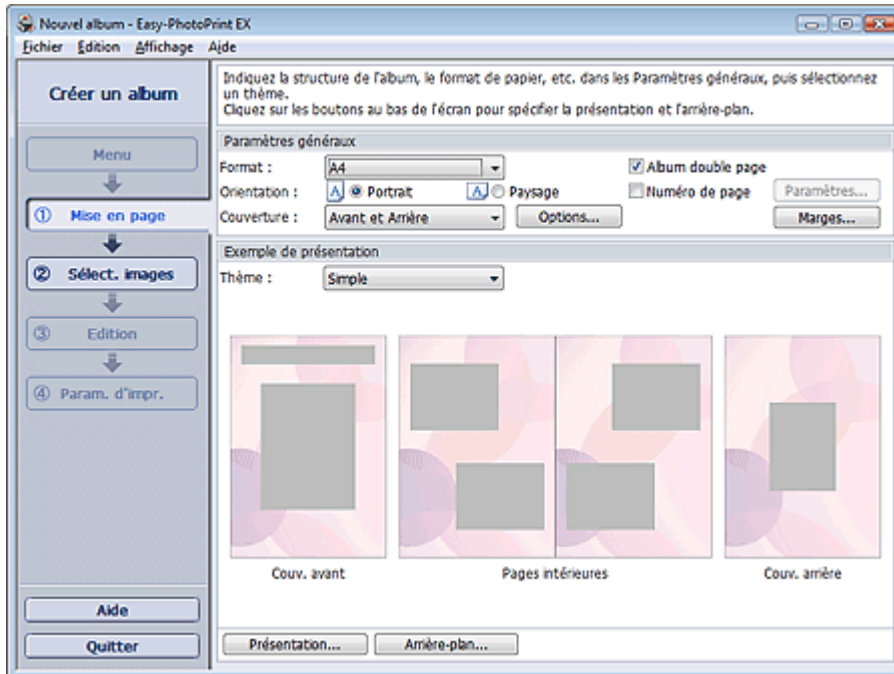 Nouvel album - Easy-PhotoPrint EX
Fichier Édition Affichage Aide
Créer un album
Menu
① Mise en page
② Sélect. images
③ Edition
④ Param. d'impr.
Aide
Quitter
Indiquez la structure de l'album, le format de papier, etc. dans les Paramètres généraux, puis sélectionnez
un thème.
Cliquez sur les boutons au bas de l'écran pour spécifier la présentation et l'arrière-plan.
Paramètres généraux
Format : A4 Album double page
Orientation : A Portrait A Paysage Numéro de page Paramètres...
Couverture : Avant et Arrière Options... Marges...
Exemple de présentation
Thème : Simple
Couv. avant Pages intérieures Couv. arrière
Présentation... Arrière-plan...